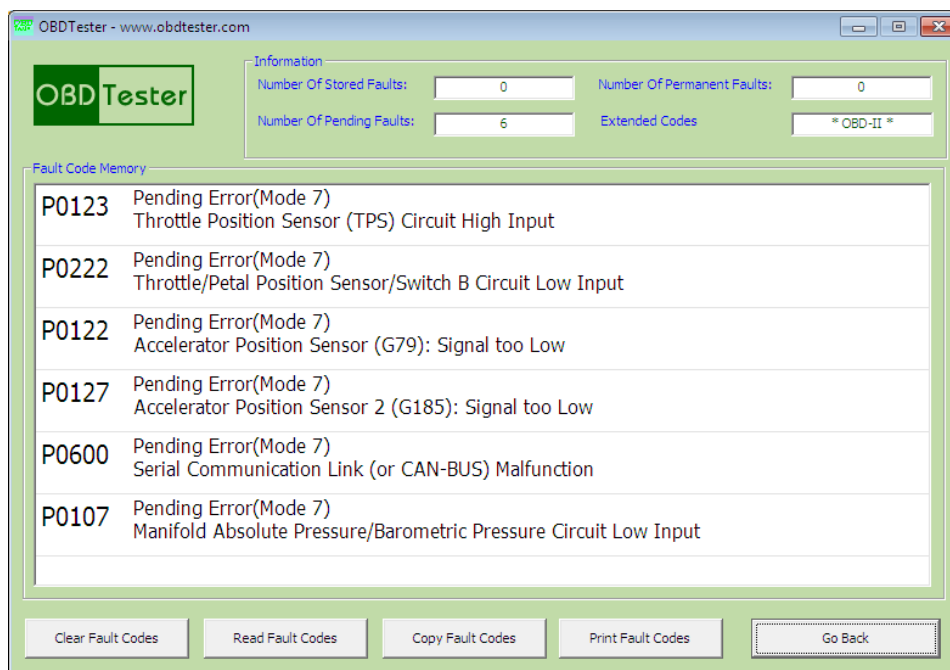 OBDTester - www.obdtester.com
OBD Tester
Information
Number Of Stored Faults: 0 Number Of Permanent Faults: 0
Number Of Pending Faults: 6 Extended Codes * OBD-II *
Fault Code Memory
P0123 Pending Error(Mode 7)
Throttle Position Sensor (TPS) Circuit High Input
P0222 Pending Error(Mode 7)
Throttle/Petal Position Sensor/Switch B Circuit Low Input
P0122 Pending Error(Mode 7)
Accelerator Position Sensor (G79): Signal too Low
P0127 Pending Error(Mode 7)
Accelerator Position Sensor 2 (G185): Signal too Low
P0600 Pending Error(Mode 7)
Serial Communication Link (or CAN-BUS) Malfunction
P0107 Pending Error(Mode 7)
Manifold Absolute Pressure/Barometric Pressure Circuit Low Input
Clear Fault Codes Read Fault Codes Copy Fault Codes Print Fault Codes Go Back